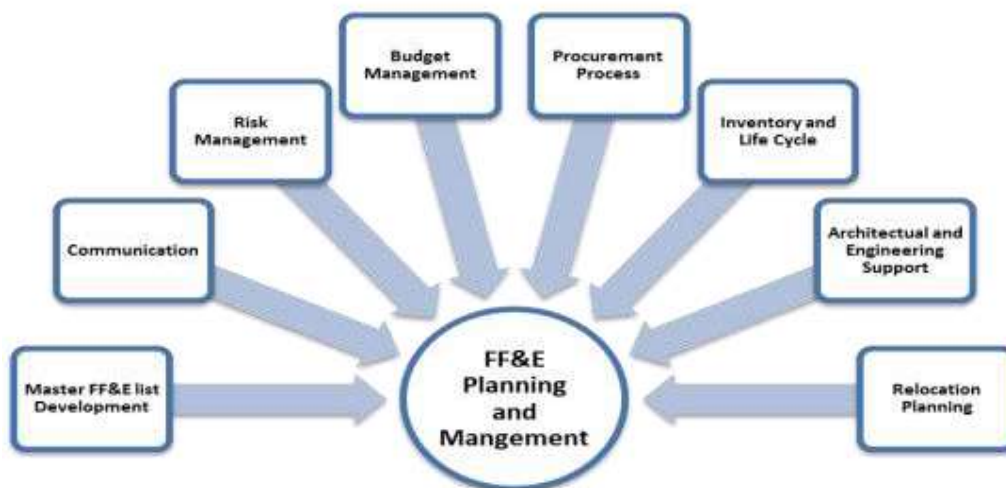 Budget
Management
Procurement
Process
Risk
Management
Inventory and
Life Cycle
Communication
Architectual and
Engineering
Support
Master FF&E list
Development
FF&E
Planning
and
Mangement
Relocation
Planning